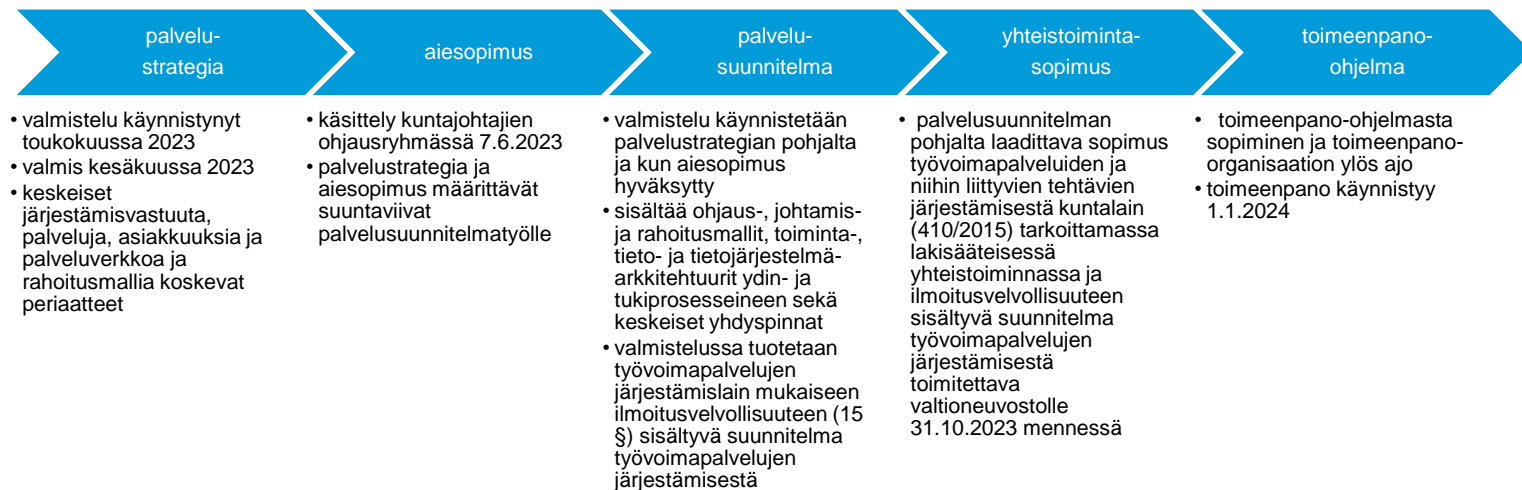 palvelu-
strategia
aiesopimus
palvelu-
suunnitelma
yhteistoiminta-
sopimus
toimeenpano-
ohjelma
• valmistelu käynnistynyt
toukokuussa 2023
• valmis kesäkuussa 2023
• keskeiset
järjestämisvastuuta,
palveluja, asiakkuuksia ja
palveluverkkoa ja
rahoitusmallia koskevat
periaatteet
• käsittely kuntajohtajien
ohjausryhmässä 7.6.2023
• palvelustrategia ja
aiesopimus määrittävät
suuntaviivat
palvelusuunnitelmatyölle
• valmistelu käynnistetään
palvelustrategian pohjalta
ja kun aiesopimus
hyväksytty
• sisältää ohjaus-, johtamis-
ja rahoitusmallit, toiminta-,
tieto- ja tietojärjestelmä-
arkkitehtuurit ydin- ja
tukiprosesseineen sekä
keskeiset yhdyspinnat
• valmistelussa tuotetaan
työvoimapalvelujen
järjestämislain mukaiseen
ilmoitusvelvollisuuteen (15
§) sisältyvä suunnitelma
työvoimapalvelujen
järjestämisestä
• palvelusuunnitelman
pohjalta laadittava sopimus
työvoimapalveluiden ja
niihin liittyvien tehtävien
järjestämisestä kuntalain
(410/2015) tarkoittamassa
lakisääteisessä
yhteistoiminnassa ja
ilmoitusvelvollisuuteen
sisältyvä suunnitelma
työvoimapalvelujen
järjestämisestä
toimitettava
valtioneuvostolle
31.10.2023 mennessä
• toimeenpano-ohjelmasta
sopiminen ja toimeenpano-
organisaation ylös ajo
• toimeenpano käynnistyy
1.1.2024